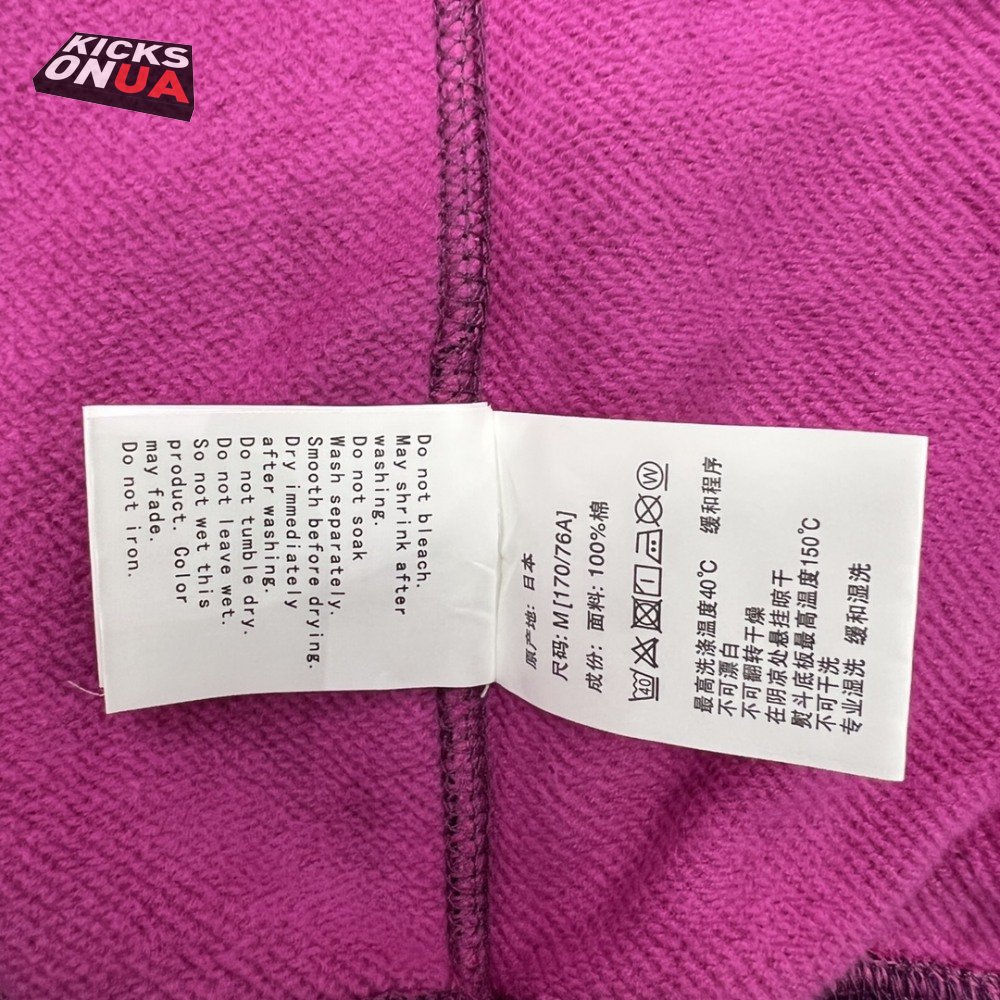 KICKS
ONUA
Do not bleach.
May shrink after
washing.
Do not soak
Wash separately.
Smooth before drying.
Dry immediately
after washing.
Do not tumble dry.
Do not leave wet.
So not wet this
product. Color
may fade.
Do not iron.
原产地: 日本
尺码: M[170/76A]
成份: 面料: 100%棉
W
最高洗涤温度40℃ 缓和程序
不可漂白
不可翻转干燥
在阴凉处悬挂晾干
熨斗底板最高温度150℃
不可干洗
专业湿洗 缓和湿洗